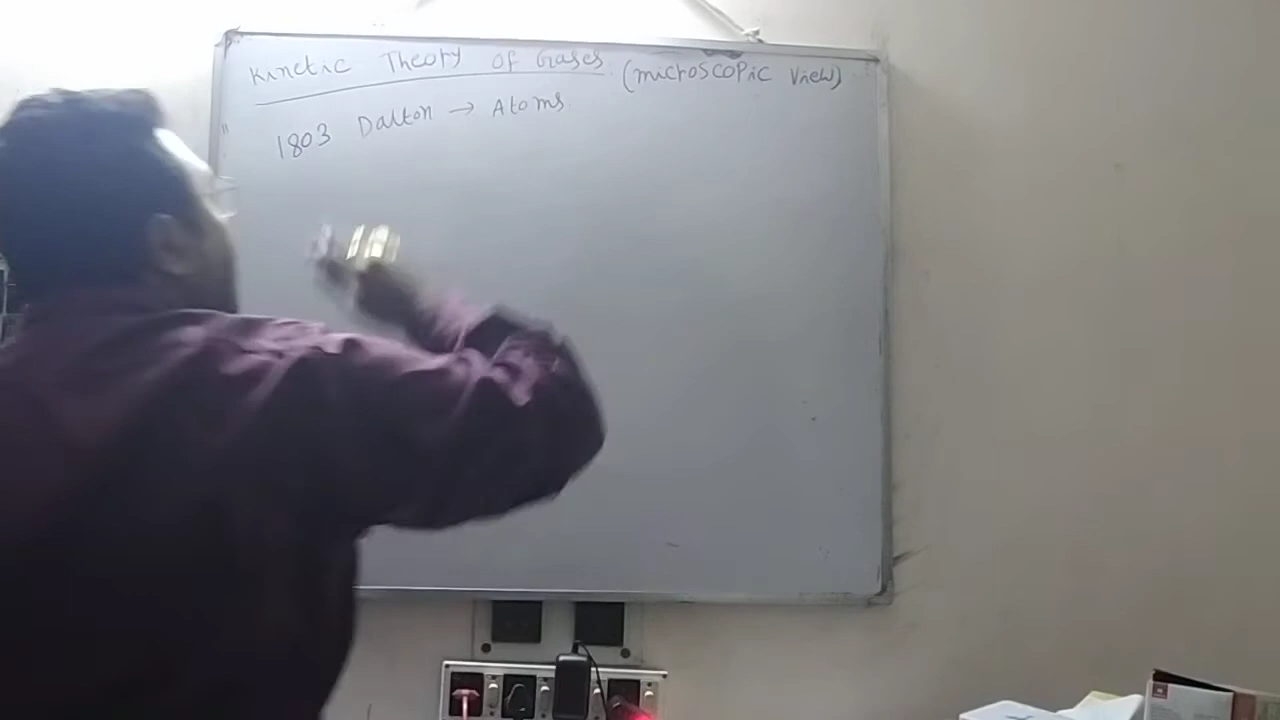 Kinetic Theory of Gases (microscopic view)
1803 Dalton → Atoms